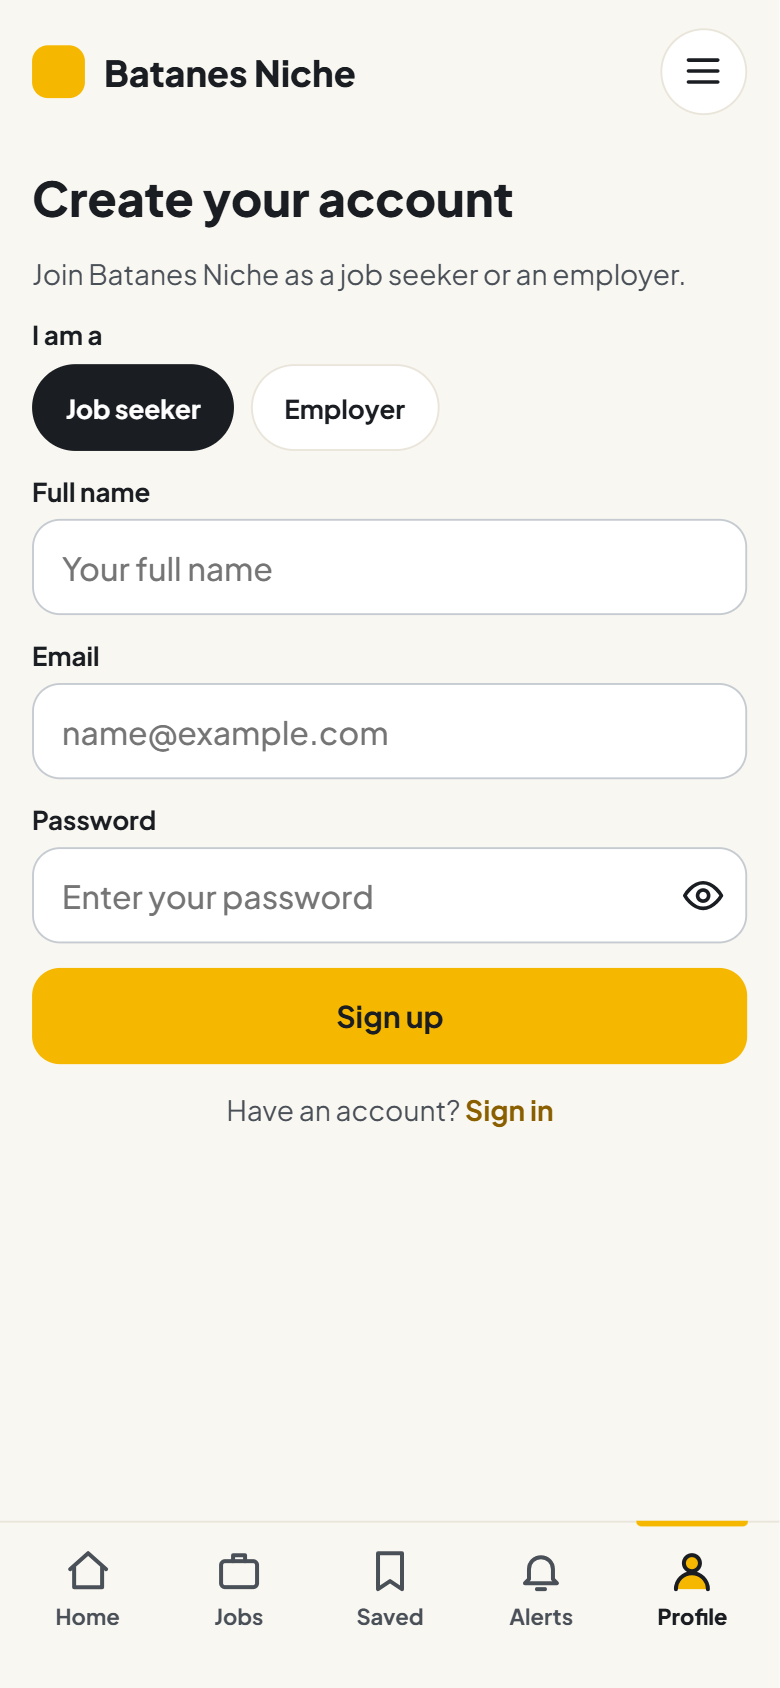 Batanes Niche
Create your account
Join Batanes Niche as a job seeker or an employer.
I am a
Job seeker Employer
Full name
Your full name
Email
name@example.com
Password
Enter your password
Sign up
Have an account? Sign in
Home Jobs Saved Alerts Profile